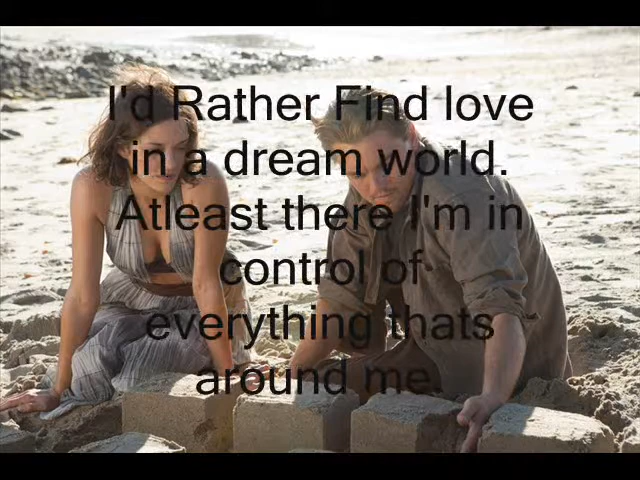 I'd Rather Find love
in a dream world.
Atleast there I'm in
control of
everything thats
around me.